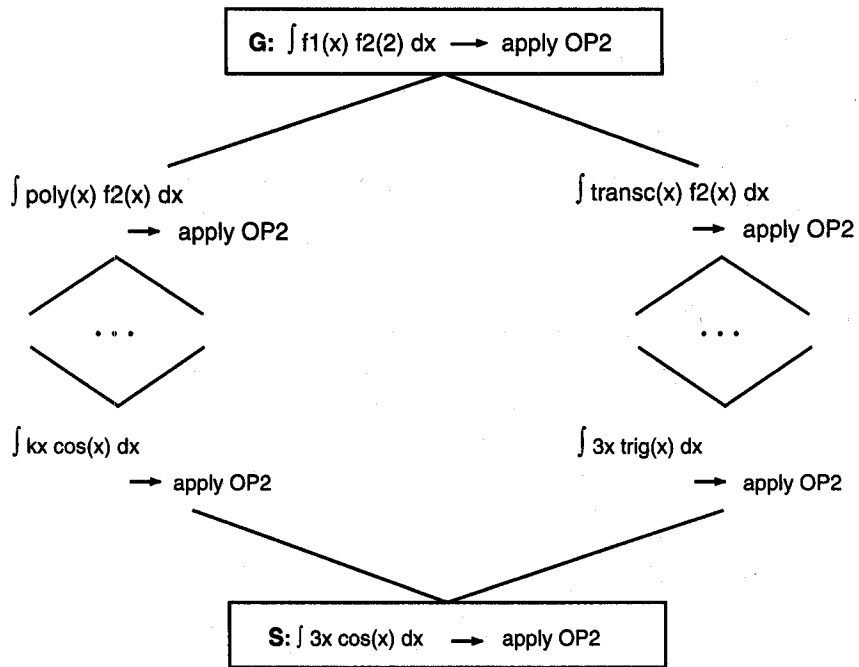 G: ∫ f1(x) f2(2) dx → apply OP2
∫ poly(x) f2(x) dx
→ apply OP2
∫ transc(x) f2(x) dx
→ apply OP2
...
...
∫ kx cos(x) dx
→ apply OP2
∫ 3x trig(x) dx
→ apply OP2
S: ∫ 3x cos(x) dx → apply OP2